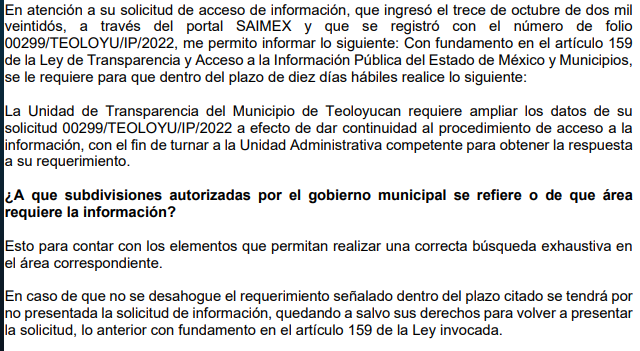 En atención a su solicitud de acceso de información, que ingresó el trece de octubre de dos mil
veintidós, a través del portal SAIMEX y que se registró con el número de folio
00299/TEOLOYU/IP/2022, me permito informar lo siguiente: Con fundamento en el artículo 159
de la Ley de Transparencia y Acceso a la Información Pública del Estado de México y Municipios,
se le requiere para que dentro del plazo de diez días hábiles realice lo siguiente:
La Unidad de Transparencia del Municipio de Teoloyucan requiere ampliar los datos de su
solicitud 00299/TEOLOYU/IP/2022 a efecto de dar continuidad al procedimiento de acceso a la
información, con el fin de turnar a la Unidad Administrativa competente para obtener la respuesta
a su requerimiento.
¿A que subdivisiones autorizadas por el gobierno municipal se refiere o de que área
requiere la información?
Esto para contar con los elementos que permitan realizar una correcta búsqueda exhaustiva en
el área correspondiente.
En caso de que no se desahogue el requerimiento señalado dentro del plazo citado se tendrá por
no presentada la solicitud de información, quedando a salvo sus derechos para volver a presentar
la solicitud, lo anterior con fundamento en el artículo 159 de la Ley invocada.